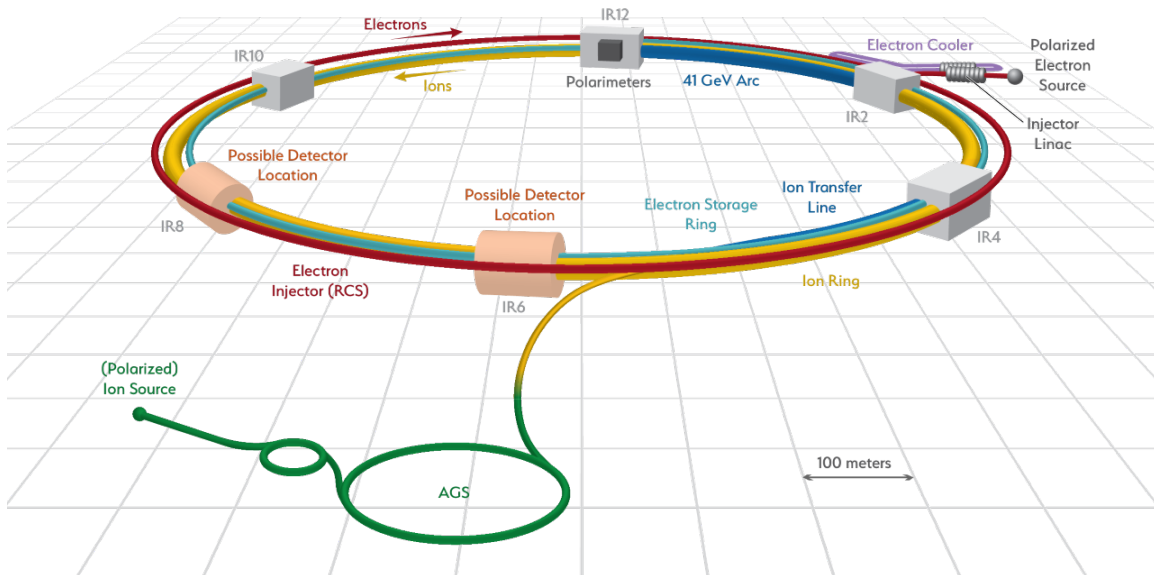 IR12
Electrons
IR10
Ions
Polarimeters
41 GeV Arc
Electron Cooler
Polarized
Electron
Source
IR2
Injector
Linac
Possible Detector
Location
Possible Detector
Location
Electron Storage
Ring
Ion Transfer
Line
IR8
IR4
Electron
Injector (RCS)
IR6
Ion Ring
(Polarized)
Ion Source
AGS
100 meters